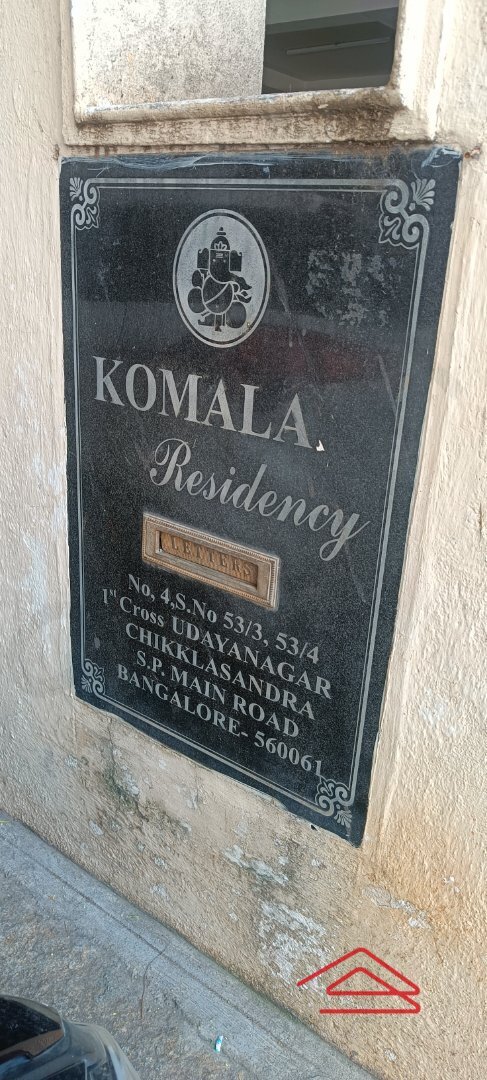 KOMALA
Residency
LETTERS
No, 4,S.No 53/3, 53/4
1st Cross UDAYANAGAR
CHIKKLASANDRA
S.P. MAIN ROAD
BANGALORE- 560061